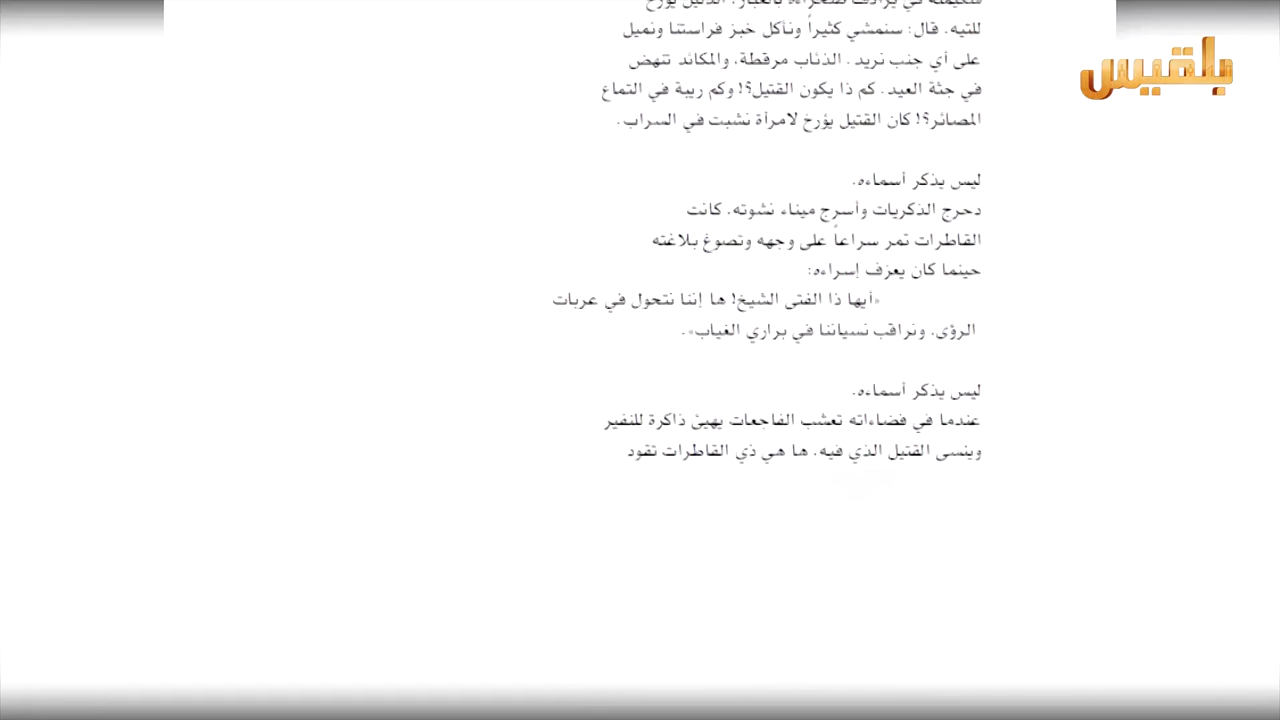 للتيه. قال: سنمشي كثيراً ونأكل خبز فراستنا ونميل
على أي جنب نريد. الذئاب مرقطة، والمكائد تنهض
في جثة العيد. كم ذا يكون القتيل؟! وكم ريبة في التماع
المصائر؟! كان القتيل يؤرخ لامرأة نشبت في السراب.
ليس يذكر أسماءه.
دحرج الذكريات وأسرج ميناء نشوته. كانت
القاطرات تمر سراعاً على وجهه وتصوغ بلاغته
حينما كان يعزف إسراءه:
«أيها ذا الفتى الشيخ! ها إننا نتحول في عربات
الرؤى، ونراقب نسياننا في براري الغياب».
ليس يذكر أسماءه.
عندما في فضاءاته تعشب الفاجعات يهيئ ذاكرة للنفير
وينسى القتيل الذي فيه. ها هي ذي القاطرات تقود
بلقيس